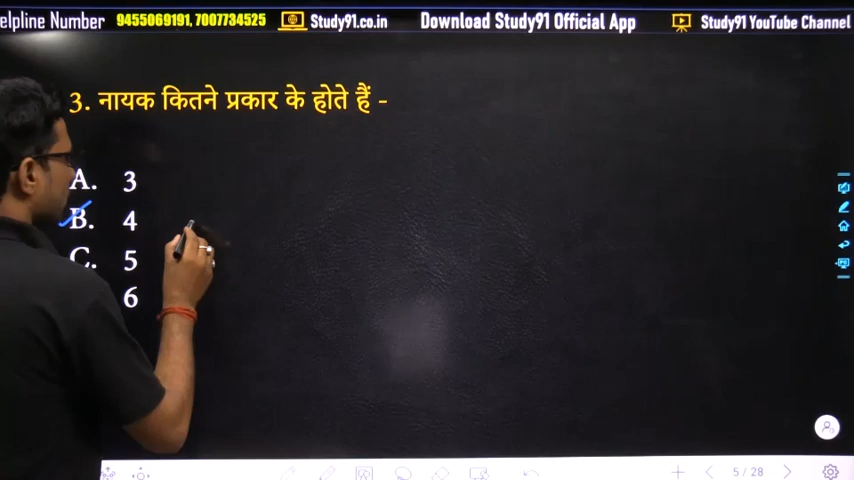 elpline Number 9455069191, 7007734525 Study91.co.in Download Study91 Official App Study91 YouTube Channel
3. नायक कितने प्रकार के होते हैं -
A. 3
B. 4
C. 5
6
5 / 28